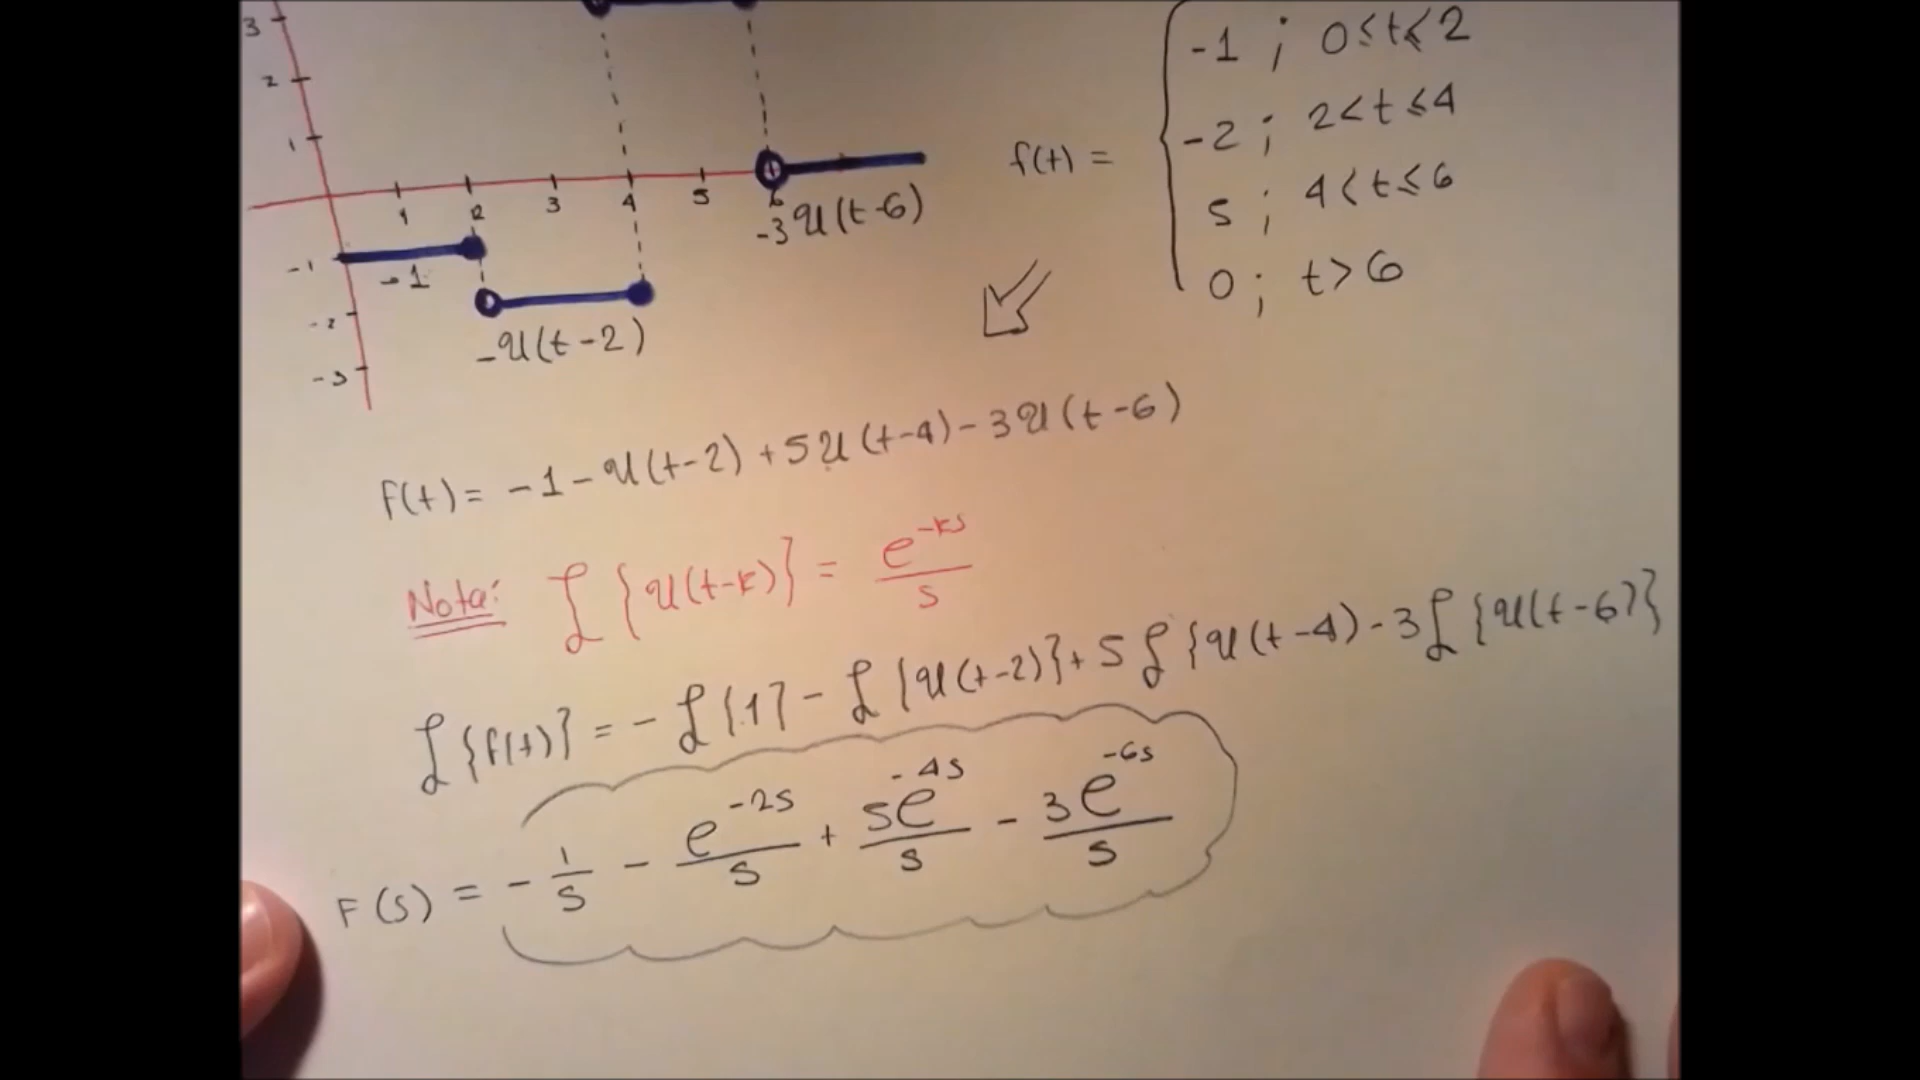 3
2
1
1 2 3 4 5 6
-1
-2
-3
-1
-U(t-2)
-3U(t-6)
f(t) =
-1 ; 0≤t≤2
-2 ; 2<t≤4
5 ; 4<t≤6
0 ; t>6
f(t) = -1 - U(t-2) + 5U(t-4) - 3U(t-6)
Nota: ℒ{U(t-k)} = e^-ks / s
ℒ{f(t)} = -ℒ{1} - ℒ{U(t-2)} + 5ℒ{U(t-4) - 3ℒ{U(t-6)}
F(s) = - 1/s - e^-2s / s + 5e^-4s / s - 3e^-6s / s